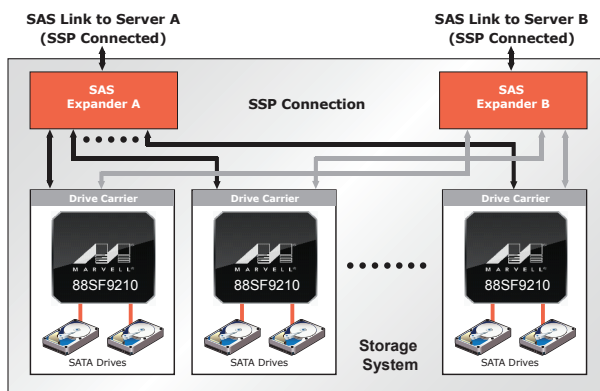 SAS Link to Server A
(SSP Connected)
SAS Link to Server B
(SSP Connected)
SAS
Expander A
SSP Connection
SAS
Expander B
Drive Carrier
MARVELL®
88SF9210
SATA Drives
Drive Carrier
MARVELL®
88SF9210
SATA Drives
Drive Carrier
MARVELL®
88SF9210
SATA Drives
Storage
System